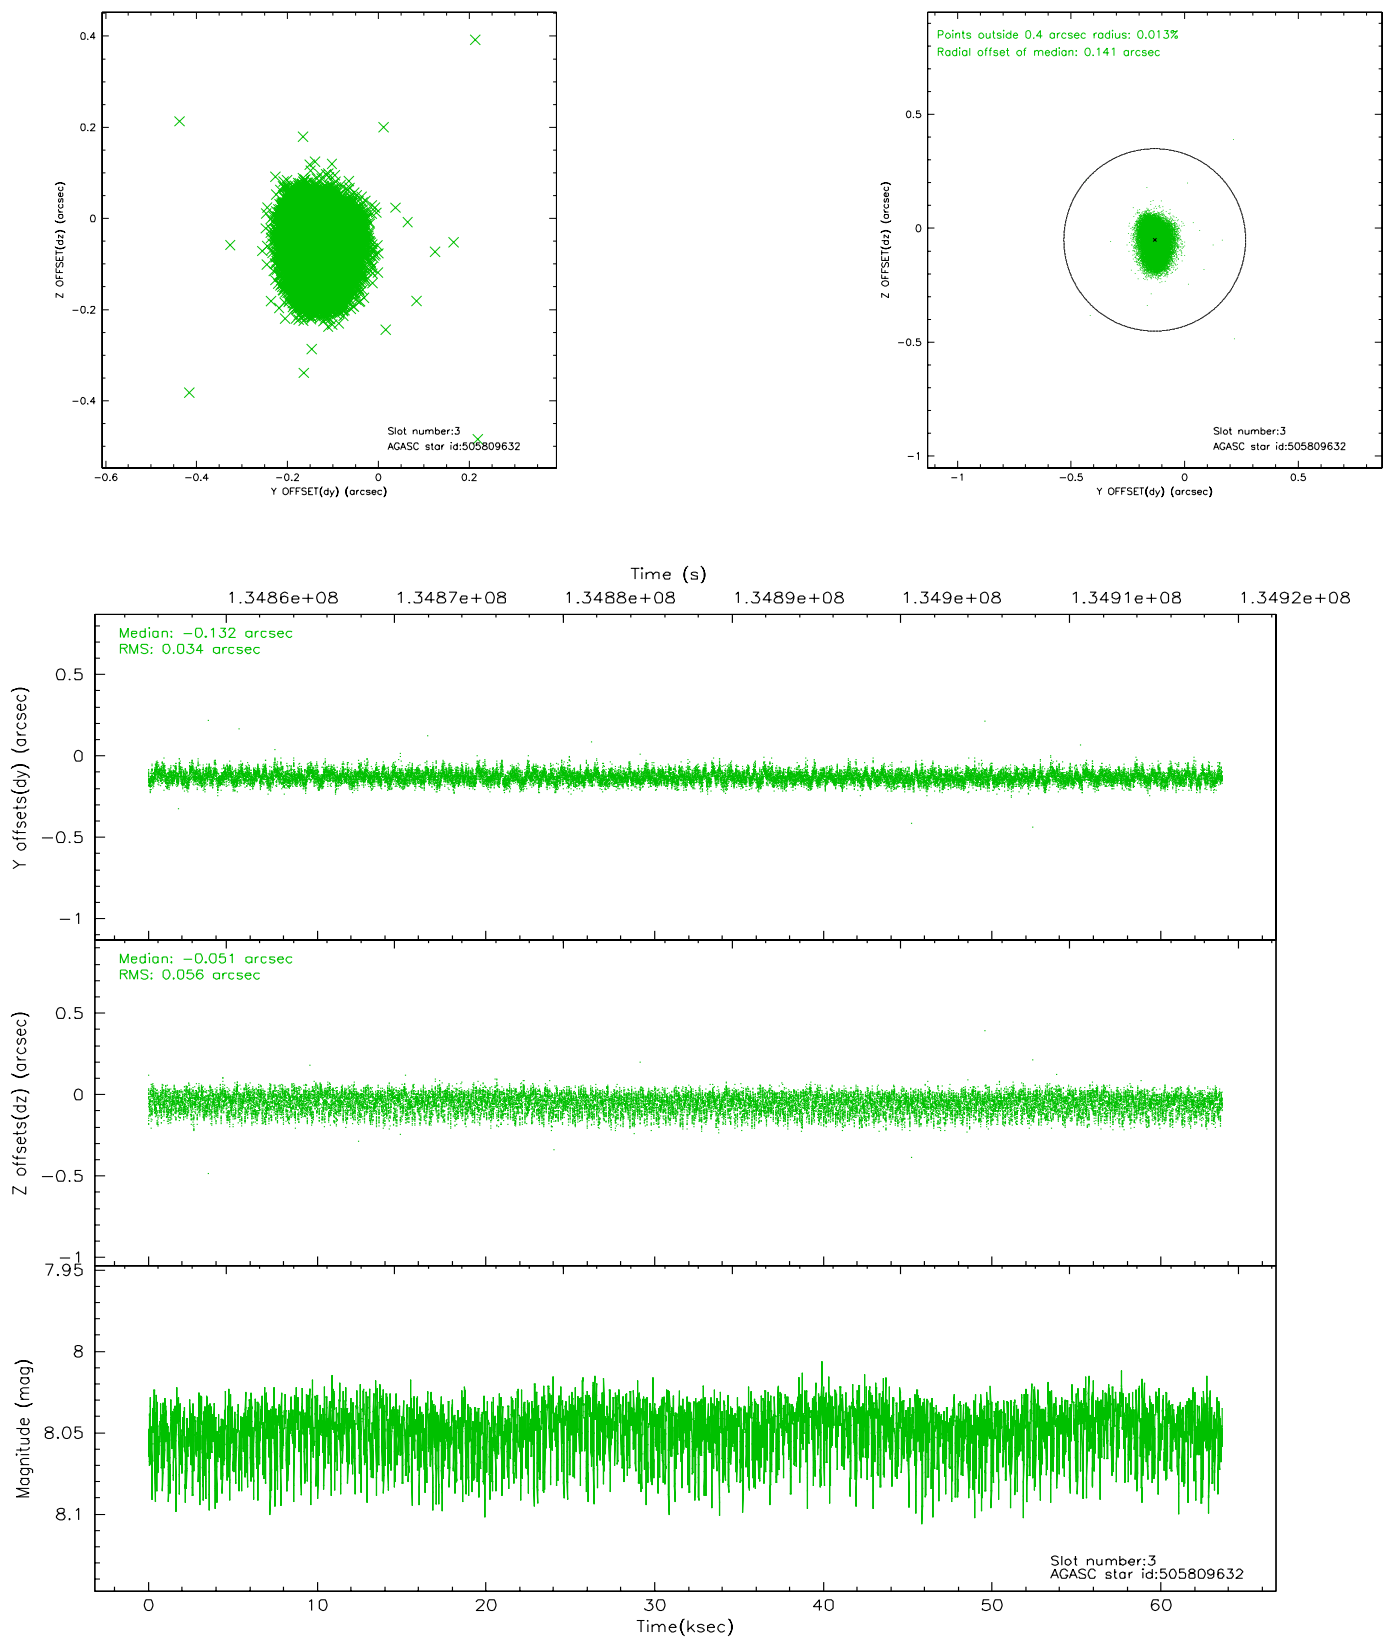 0.4
0.2
0
−0.2
−0.4
Z OFFSET(dz) (arcsec)
Slot number:3
AGASC star id:505809632
−0.6 −0.4 −0.2 0 0.2
Y OFFSET(dy) (arcsec)
Points outside 0.4 arcsec radius: 0.013%
Radial offset of median: 0.141 arcsec
0.5
0
−0.5
−1
Z OFFSET(dz) (arcsec)
Slot number:3
AGASC star id:505809632
−1 −0.5 0 0.5
Y OFFSET(dy) (arcsec)
Time (s)
1.3486e+08 1.3487e+08 1.3488e+08 1.3489e+08 1.349e+08 1.3491e+08 1.3492e+08
Median: −0.132 arcsec
RMS: 0.034 arcsec
0.5
0
−0.5
−1
Y offsets(dy) (arcsec)
Median: −0.051 arcsec
RMS: 0.056 arcsec
0.5
0
−0.5
−1
Z offsets(dz) (arcsec)
7.95
8
8.05
8.1
Magnitude (mag)
Slot number:3
AGASC star id:505809632
0 10 20 30 40 50 60
Time(ksec)